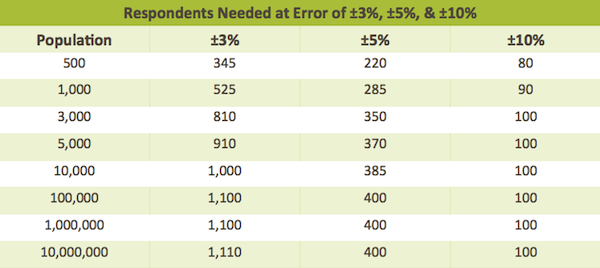 Respondents Needed at Error of ±3%, ±5%, & ±10%
Population ±3% ±5% ±10%
500 345 220 80
1,000 525 285 90
3,000 810 350 100
5,000 910 370 100
10,000 1,000 385 100
100,000 1,100 400 100
1,000,000 1,100 400 100
10,000,000 1,110 400 100